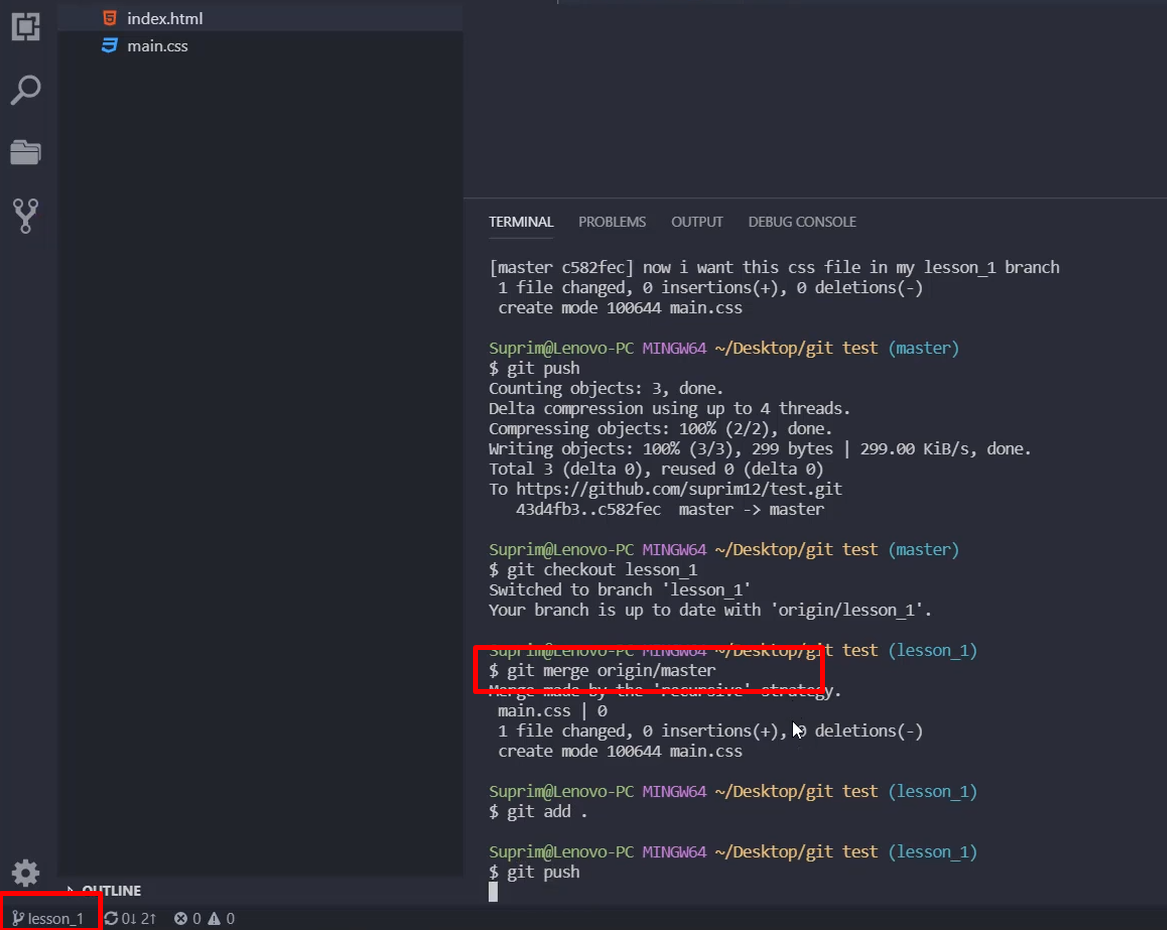 index.html
main.css
TERMINAL PROBLEMS OUTPUT DEBUG CONSOLE
[master c582fec] now i want this css file in my lesson_1 branch
1 file changed, 0 insertions(+), 0 deletions(-)
create mode 100644 main.css
Suprim@Lenovo-PC MINGW64 ~/Desktop/git test (master)
$ git push
Counting objects: 3, done.
Delta compression using up to 4 threads.
Compressing objects: 100% (2/2), done.
Writing objects: 100% (3/3), 299 bytes | 299.00 KiB/s, done.
Total 3 (delta 0), reused 0 (delta 0)
To https://github.com/suprim12/test.git
43d4fb3..c582fec master -> master
Suprim@Lenovo-PC MINGW64 ~/Desktop/git test (master)
$ git checkout lesson_1
Switched to branch 'lesson_1'
Your branch is up to date with 'origin/lesson_1'.
Suprim@Lenovo-PC MINGW64 ~/Desktop/git test (lesson_1)
$ git merge origin/master
Merge made by the 'recursive' strategy.
main.css | 0
1 file changed, 0 insertions(+), 0 deletions(-)
create mode 100644 main.css
Suprim@Lenovo-PC MINGW64 ~/Desktop/git test (lesson_1)
$ git add .
Suprim@Lenovo-PC MINGW64 ~/Desktop/git test (lesson_1)
$ git push
OUTLINE
lesson_1 0↓ 2↑ 0 0